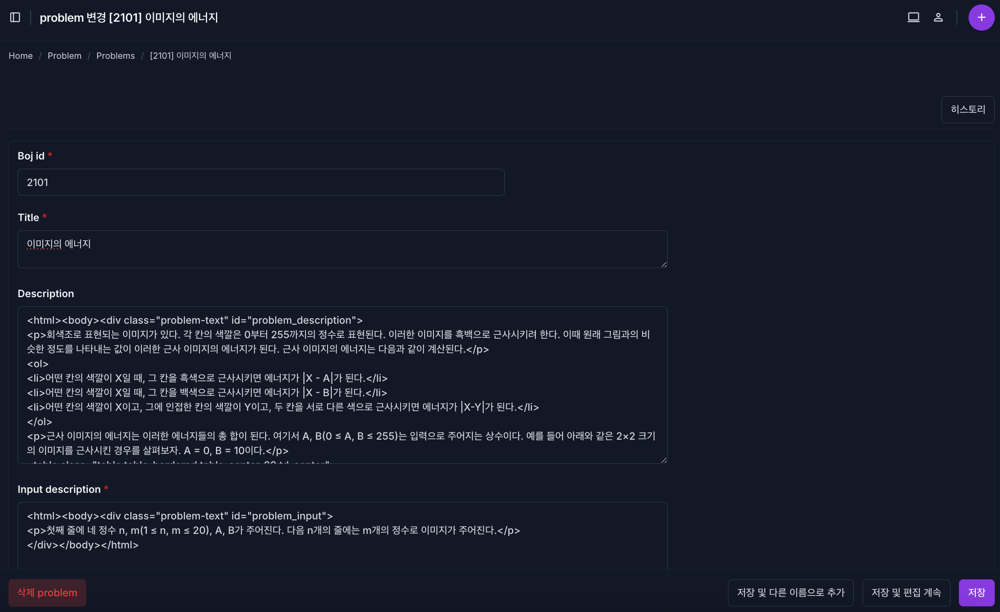 problem 변경 [2101] 이미지의 에너지
Home / Problem / Problems / [2101] 이미지의 에너지
히스토리
Boj id *
2101
Title *
이미지의 에너지
Description
<html><body><div class="problem-text" id="problem_description">
<p>회색조로 표현되는 이미지가 있다. 각 칸의 색깔은 0부터 255까지의 정수로 표현된다. 이러한 이미지를 흑백으로 근사시키려 한다. 이때 원래 그림과의 비
슷한 정도를 나타내는 값이 이러한 근사 이미지의 에너지가 된다. 근사 이미지의 에너지는 다음과 같이 계산된다.</p>
<ol>
<li>어떤 칸의 색깔이 X일 때, 그 칸을 흑색으로 근사시키면 에너지가 |X - A|가 된다.</li>
<li>어떤 칸의 색깔이 X일 때, 그 칸을 백색으로 근사시키면 에너지가 |X - B|가 된다.</li>
<li>어떤 칸의 색깔이 X이고, 그에 인접한 칸의 색깔이 Y이고, 두 칸을 서로 다른 색으로 근사시키면 에너지가 |X-Y|가 된다.</li>
</ol>
<p>근사 이미지의 에너지는 이러한 에너지들의 총 합이 된다. 여기서 A, B(0 ≤ A, B ≤ 255)는 입력으로 주어지는 상수이다. 예를 들어 아래와 같은 2×2 크기
의 이미지를 근사시킨 경우를 살펴보자. A = 0, B = 10이다.</p>
Input description *
<html><body><div class="problem-text" id="problem_input">
<p>첫째 줄에 네 정수 n, m(1 ≤ n, m ≤ 20), A, B가 주어진다. 다음 n개의 줄에는 m개의 정수로 이미지가 주어진다.</p>
</div></body></html>
삭제 problem
저장 및 다른 이름으로 추가
저장 및 편집 계속
저장